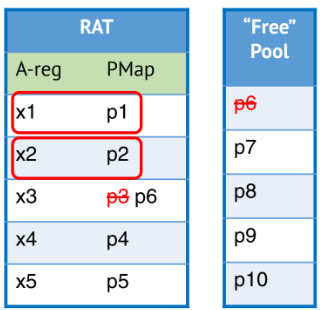 RAT
A-reg PMap
x1 p1
x2 p2
x3 p3 p6
x4 p4
x5 p5
“Free”
Pool
p6
p7
p8
p9
p10